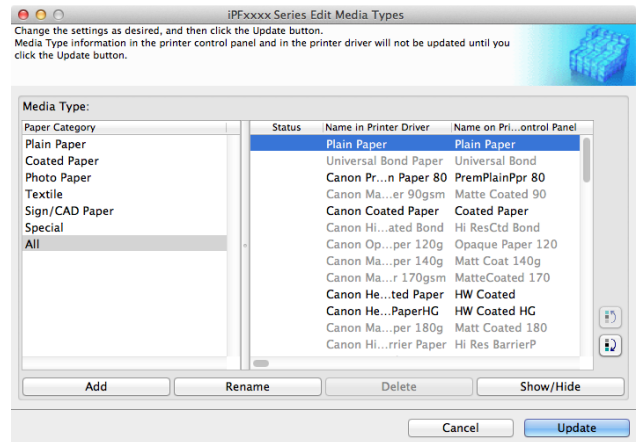 iPFxxxx Series Edit Media Types
Change the settings as desired, and then click the Update button.
Media Type information in the printer control panel and in the printer driver will not be updated until you
click the Update button.
Media Type:
Paper Category Status Name in Printer Driver Name on Pri...ontrol Panel
Plain Paper Plain Paper Plain Paper
Coated Paper Universal Bond Paper Universal Bond
Photo Paper Canon Pr...n Paper 80 PremPlainPpr 80
Textile Canon Ma...er 90gsm Matte Coated 90
Sign/CAD Paper Canon Coated Paper Coated Paper
Special Canon Hi...ated Bond Hi ResCtd Bond
All Canon Op...per 120g Opaque Paper 120
Canon Ma...per 140g Matt Coat 140g
Canon Ma...r 170gsm MatteCoated 170
Canon He...ted Paper HW Coated
Canon He...PaperHG HW Coated HG
Canon Ma...per 180g Matt Coated 180
Canon Hi...rrier Paper Hi Res BarrierP
Add Rename Delete Show/Hide
Cancel Update